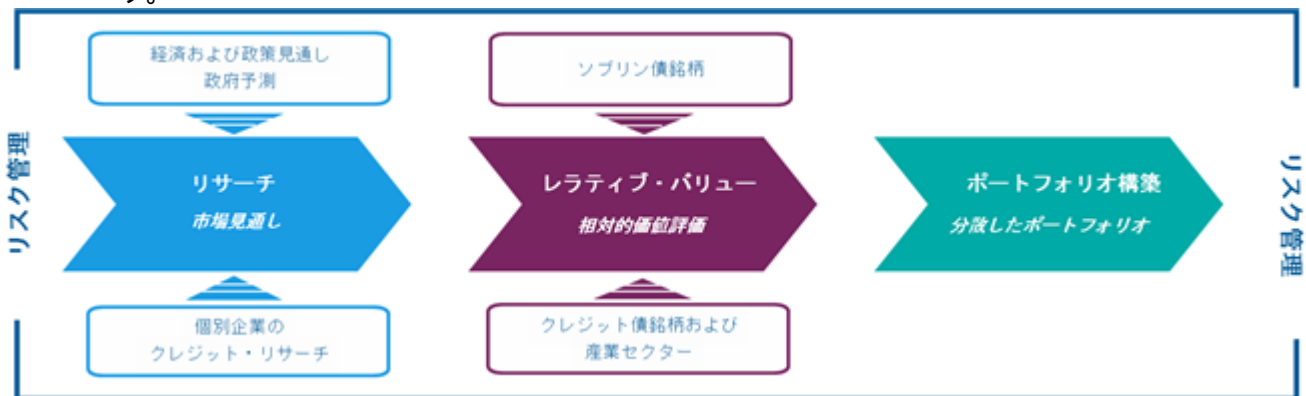 す。
経済および政策見通し
政府予測
ソブリン債銘柄
リスク管理
リサーチ
市場見通し
レラティブ・バリュー
相対的価値評価
ポートフォリオ構築
分散したポートフォリオ
リスク管理
個別企業の
クレジット・リサーチ
クレジット債銘柄および
産業セクター